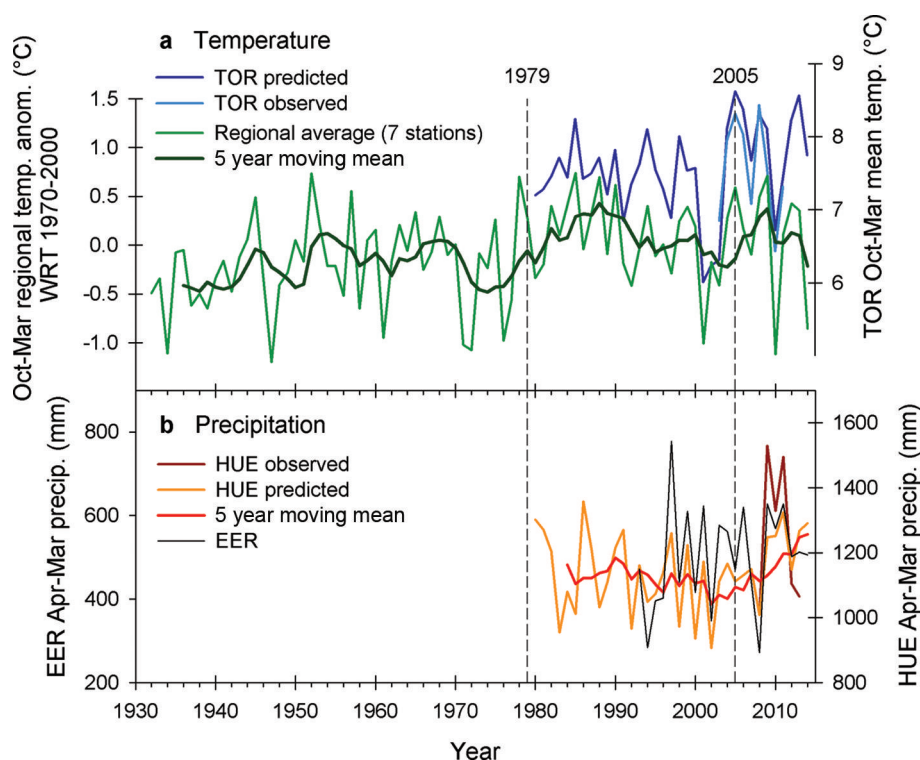 a Temperature
TOR predicted
TOR observed
Regional average (7 stations)
5 year moving mean
1979
2005
Oct-Mar regional temp. anom. (°C)
WRT 1970-2000
1.5
1.0
0.5
0.0
-0.5
-1.0
TOR Oct-Mar mean temp. (°C)
9
8
7
6
b Precipitation
HUE observed
HUE predicted
5 year moving mean
EER
EER Apr-Mar precip. (mm)
800
600
400
200
HUE Apr-Mar precip. (mm)
1600
1400
1200
1000
800
1930 1940 1950 1960 1970 1980 1990 2000 2010
Year